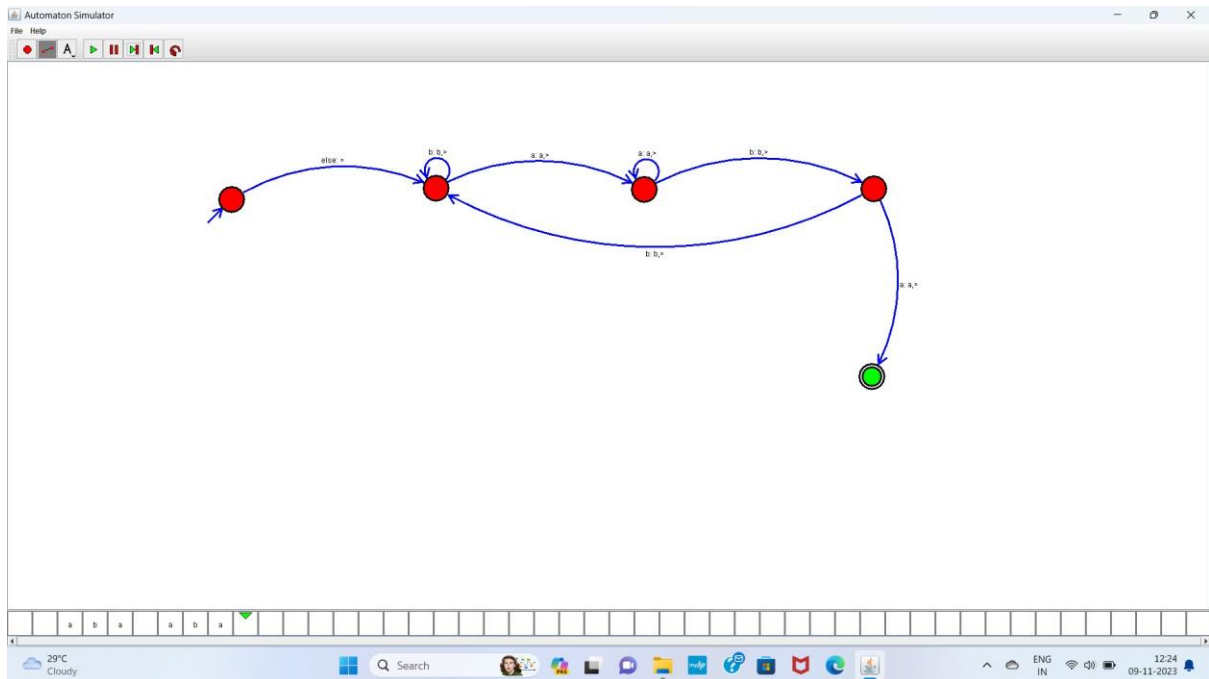 Automaton Simulator
File Help
A
else: >
b: b,>
a: a,>
a: a,>
b: b,>
b: b,>
a: a,>
a b a a b a
29°C
Cloudy
Search
ENG
IN
12:24
09-11-2023